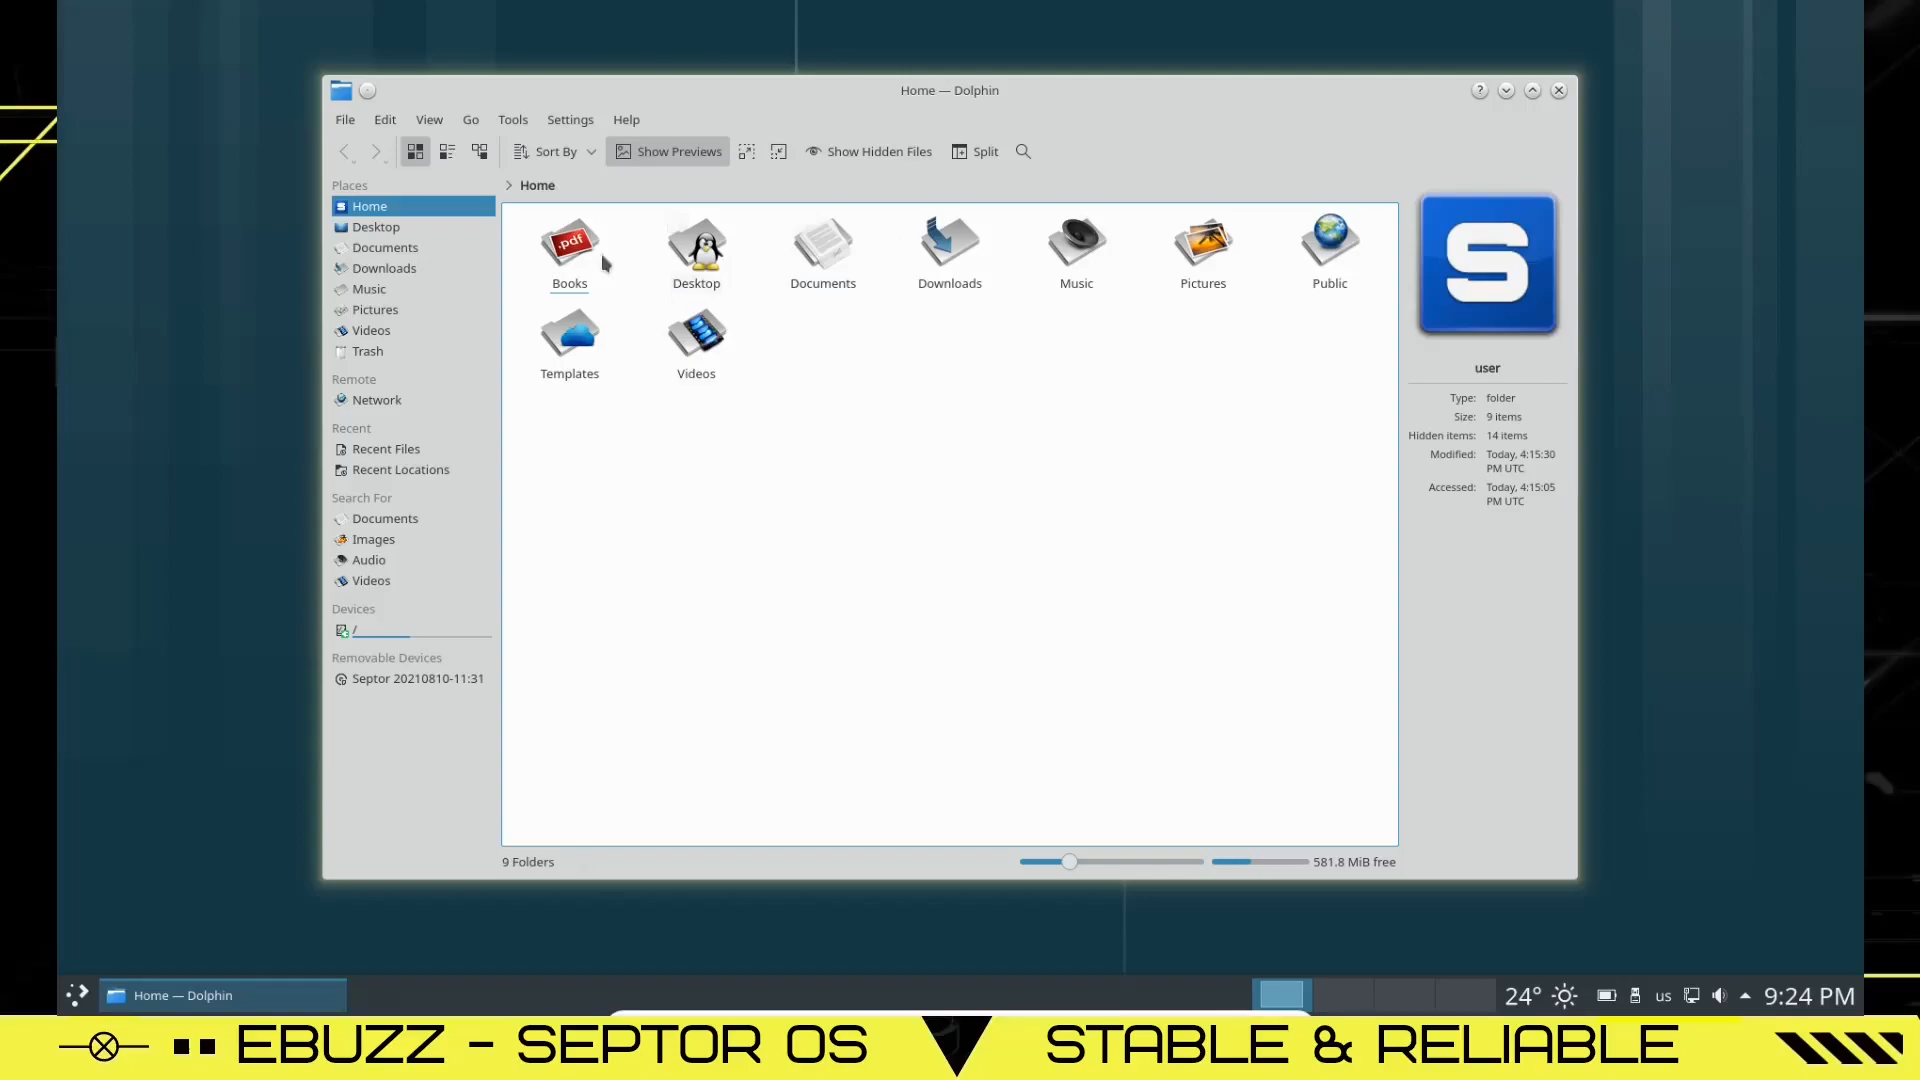 Home — Dolphin
File Edit View Go Tools Settings Help
Sort By Show Previews Show Hidden Files Split
Places
Home
Desktop
Documents
Downloads
Music
Pictures
Videos
Trash
Remote
Network
Recent
Recent Files
Recent Locations
Search For
Documents
Images
Audio
Videos
Devices
/
Removable Devices
Septor 20210810-11:31
Home
.pdf
Books Desktop Documents Downloads Music Pictures Public
Templates Videos
9 Folders 581.8 MiB free
S
user
Type: folder
Size: 9 items
Hidden items: 14 items
Modified: Today, 4:15:30
PM UTC
Accessed: Today, 4:15:05
PM UTC
Home — Dolphin 24° us 9:24 PM
EBUZZ - SEPTOR OS STABLE & RELIABLE